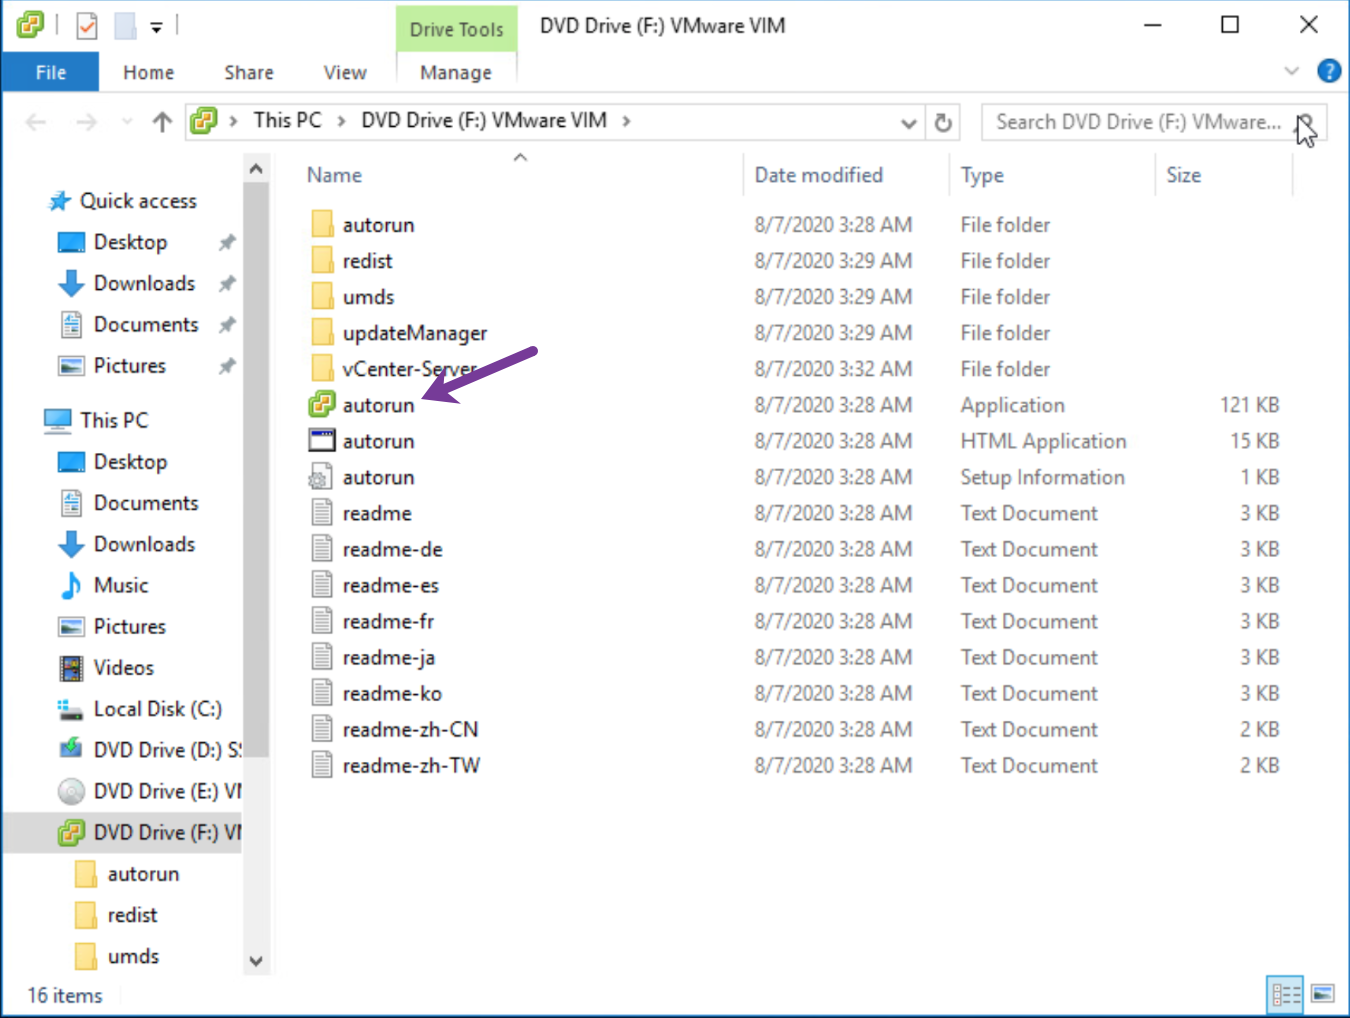 Drive Tools
DVD Drive (F:) VMware VIM
File
Home
Share
View
Manage
?
This PC
DVD Drive (F:) VMware VIM
Search DVD Drive (F:) VMware...
Quick access
Desktop
Downloads
Documents
Pictures
This PC
Desktop
Documents
Downloads
Music
Pictures
Videos
Local Disk (C:)
DVD Drive (D:)
DVD Drive (E:)
DVD Drive (F:)
autorun
redist
umds
Name Date modified Type Size
autorun 8/7/2020 3:28 AM File folder
redist 8/7/2020 3:29 AM File folder
umds 8/7/2020 3:29 AM File folder
updateManager 8/7/2020 3:29 AM File folder
vCenter-Server 8/7/2020 3:32 AM File folder
autorun 8/7/2020 3:28 AM Application 121 KB
autorun 8/7/2020 3:28 AM HTML Application 15 KB
autorun 8/7/2020 3:28 AM Setup Information 1 KB
readme 8/7/2020 3:28 AM Text Document 3 KB
readme-de 8/7/2020 3:28 AM Text Document 3 KB
readme-es 8/7/2020 3:28 AM Text Document 3 KB
readme-fr 8/7/2020 3:28 AM Text Document 3 KB
readme-ja 8/7/2020 3:28 AM Text Document 3 KB
readme-ko 8/7/2020 3:28 AM Text Document 3 KB
readme-zh-CN 8/7/2020 3:28 AM Text Document 2 KB
readme-zh-TW 8/7/2020 3:28 AM Text Document 2 KB
16 items